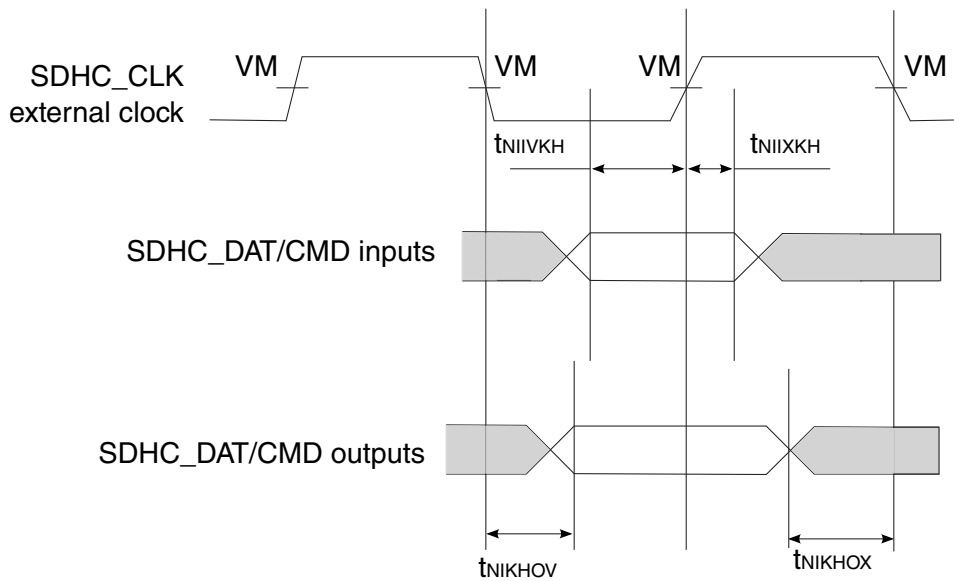 VM VM VM VM
SDHC_CLK
external clock
tNIIVKH tNIIXKH
SDHC_DAT/CMD inputs
SDHC_DAT/CMD outputs
tNIKHOV tNIKHOX